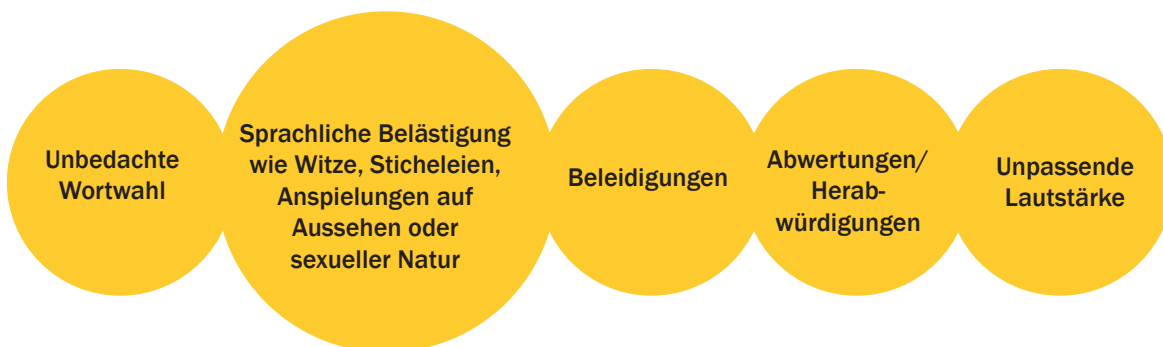 Unbedachte
Wortwahl
Sprachliche Belästigung
wie Witze, Sticheleien,
Anspielungen auf
Aussehen oder
sexueller Natur
Beleidigungen
Abwertungen/
Herab-
würdigungen
Unpassende
Lautstärke